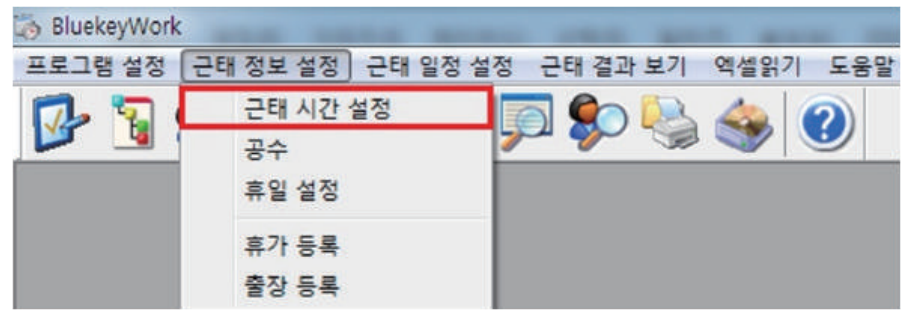 BluekeyWork
프로그램 설정 근태 정보 설정 근태 일정 설정 근태 결과 보기 엑셀읽기 도움말
근태 시간 설정
공수
휴일 설정
휴가 등록
출장 등록